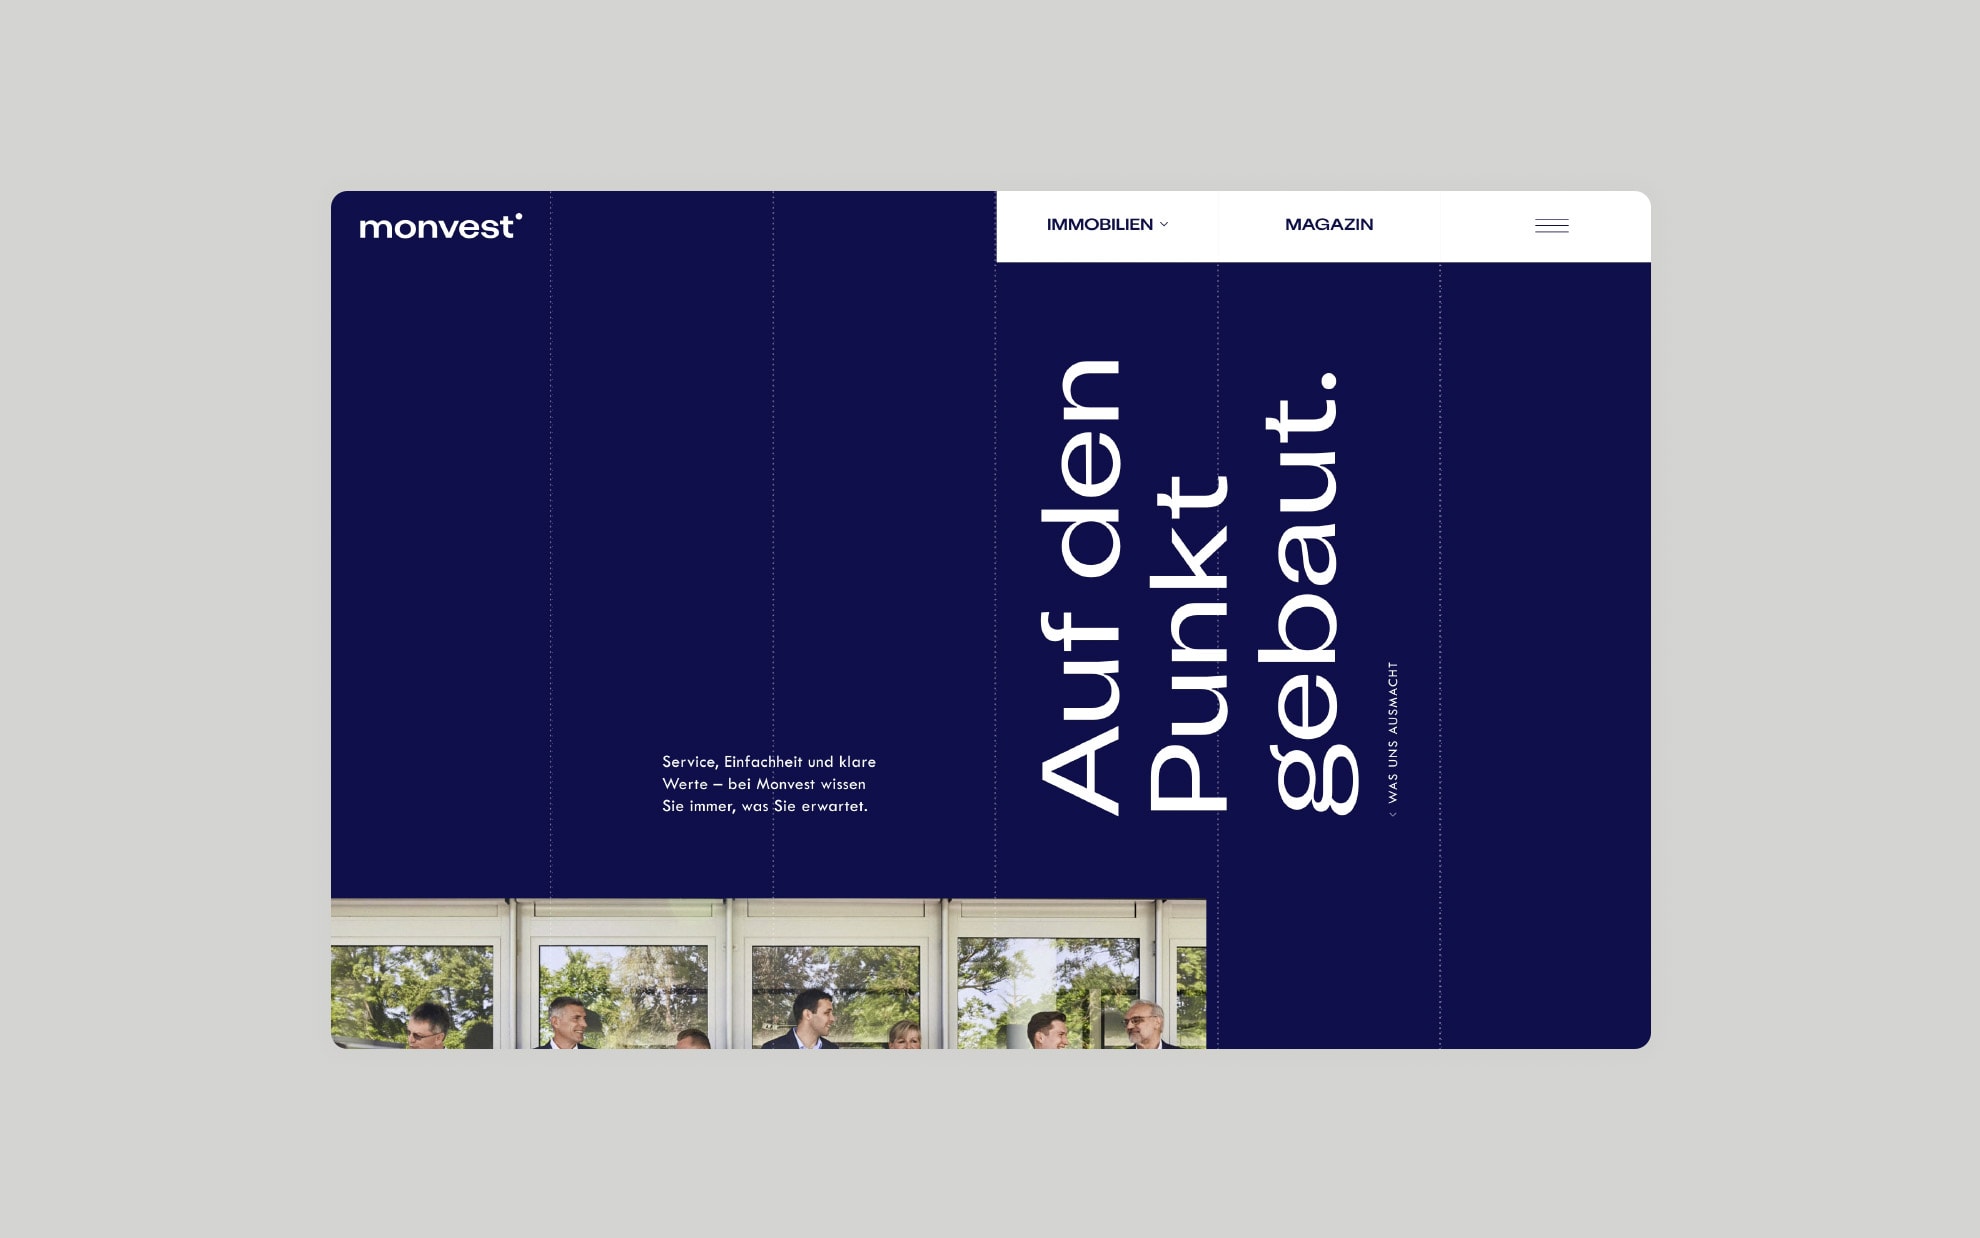 monvest
IMMOBILIEN
MAGAZIN
Auf den
Punkt
gebaut.
WAS UNS AUSMACHT
Service, Einfachheit und klare
Werte – bei Monvest wissen
Sie immer, was Sie erwartet.